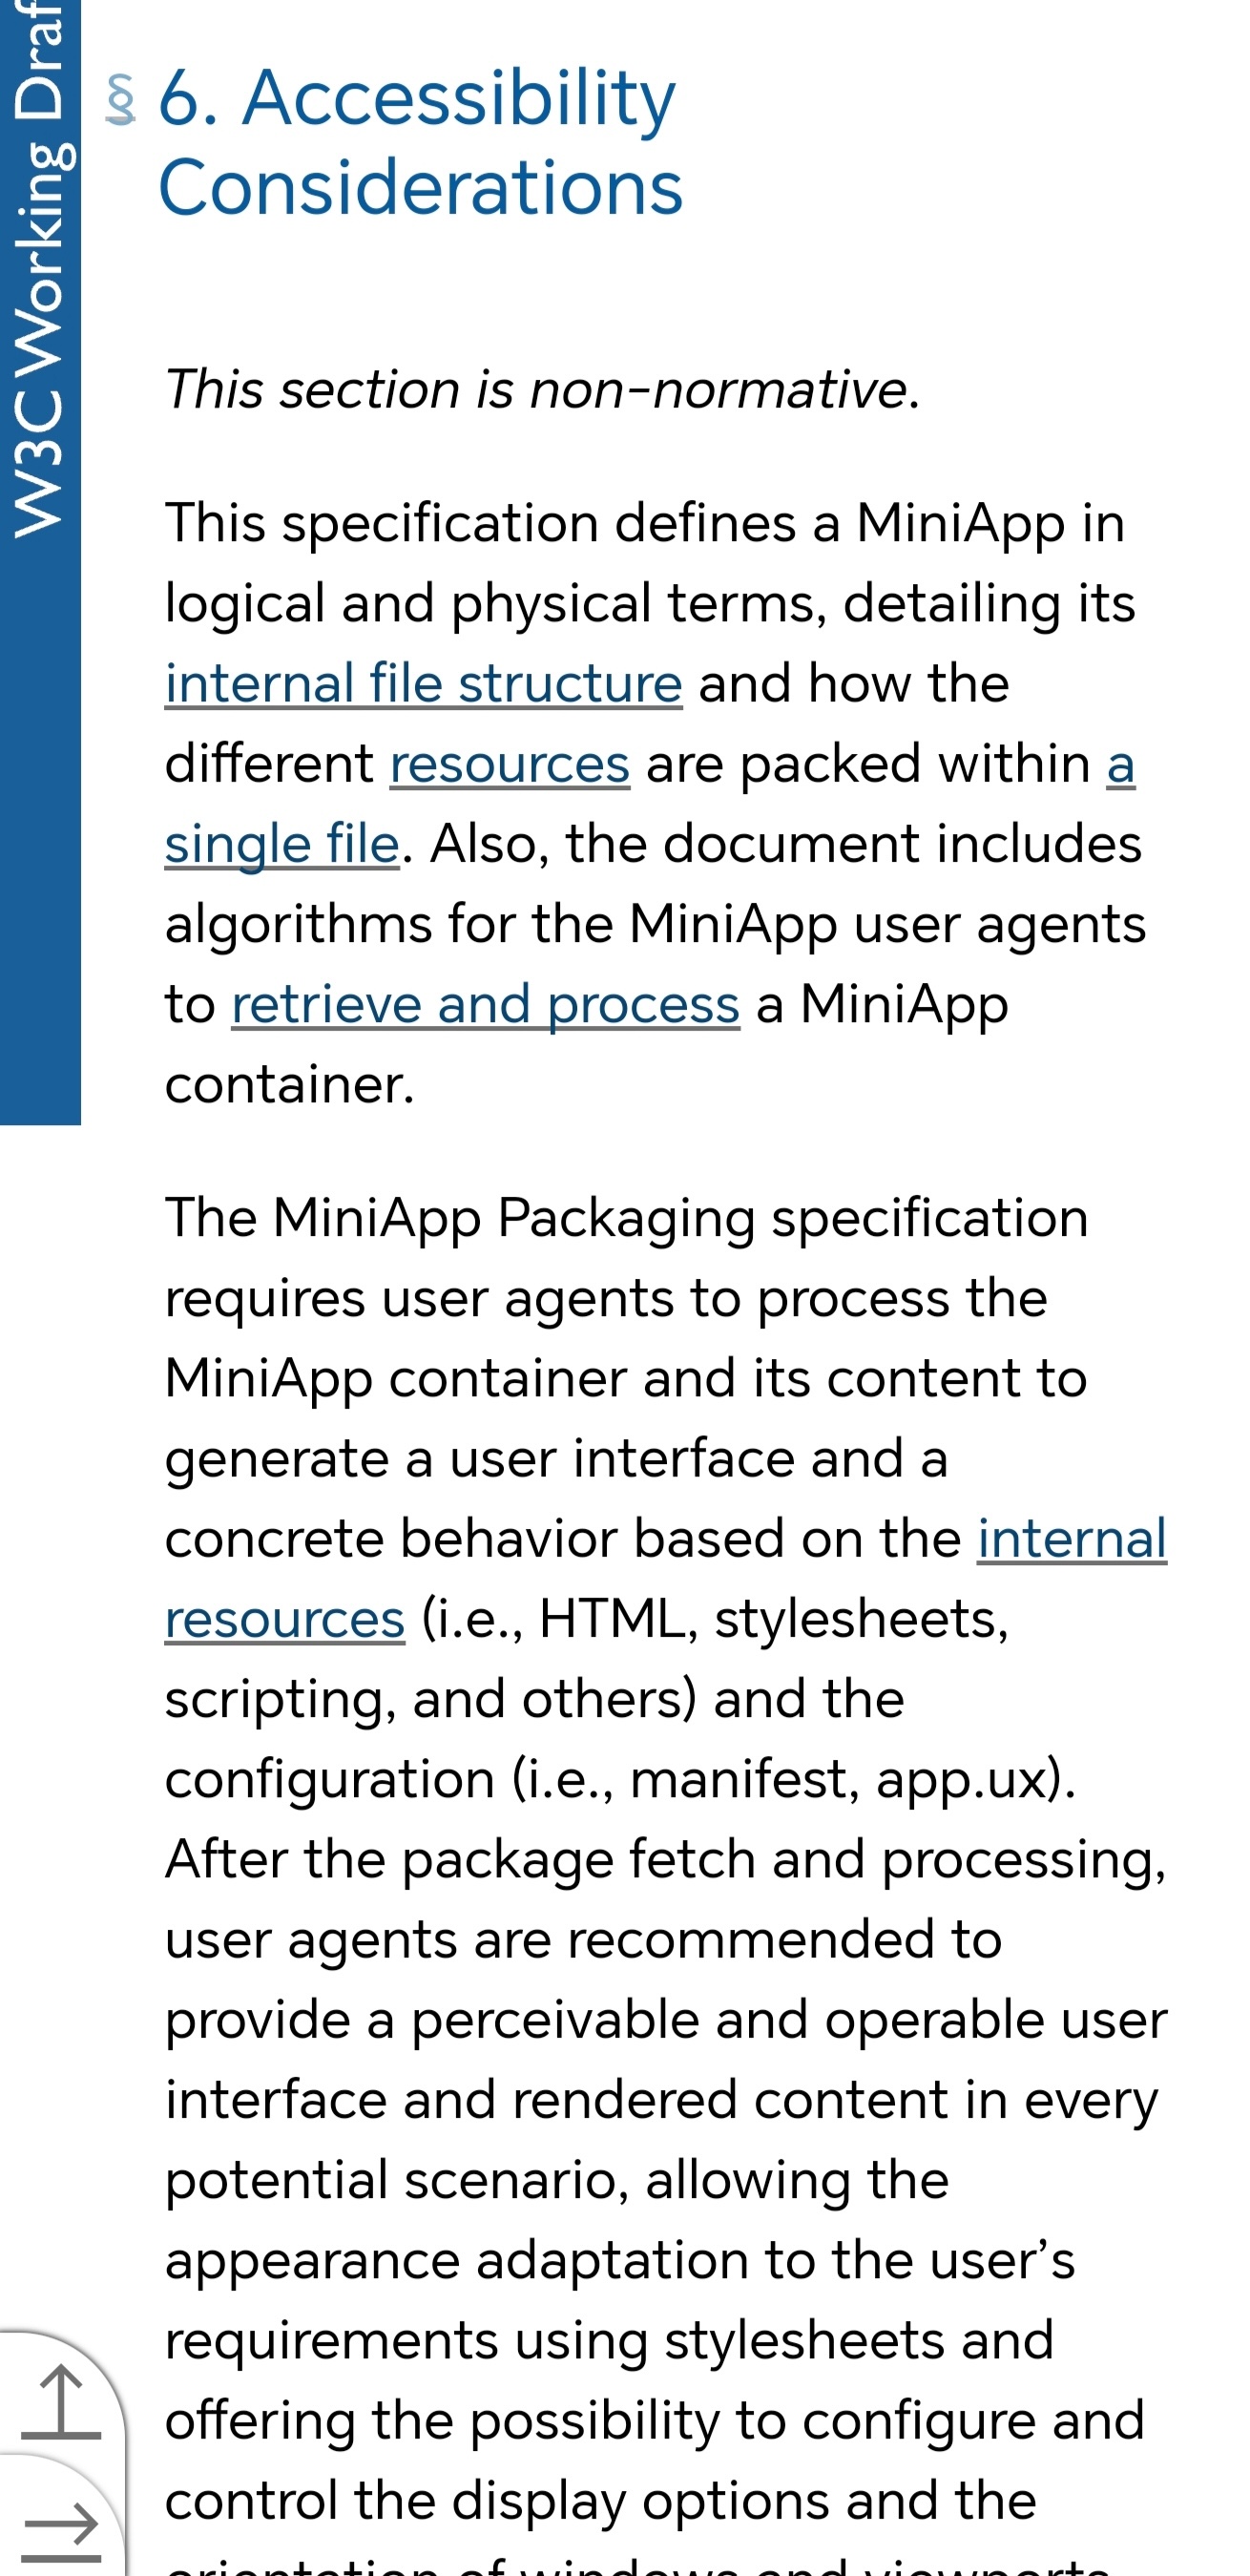 W3C Working Draf
§ 6. Accessibility
Considerations
This section is non-normative.
This specification defines a MiniApp in
logical and physical terms, detailing its
internal file structure and how the
different resources are packed within a
single file. Also, the document includes
algorithms for the MiniApp user agents
to retrieve and process a MiniApp
container.
The MiniApp Packaging specification
requires user agents to process the
MiniApp container and its content to
generate a user interface and a
concrete behavior based on the internal
resources (i.e., HTML, stylesheets,
scripting, and others) and the
configuration (i.e., manifest, app.ux).
After the package fetch and processing,
user agents are recommended to
provide a perceivable and operable user
interface and rendered content in every
potential scenario, allowing the
appearance adaptation to the user’s
requirements using stylesheets and
offering the possibility to configure and
control the display options and the
orientation of windows and viewports